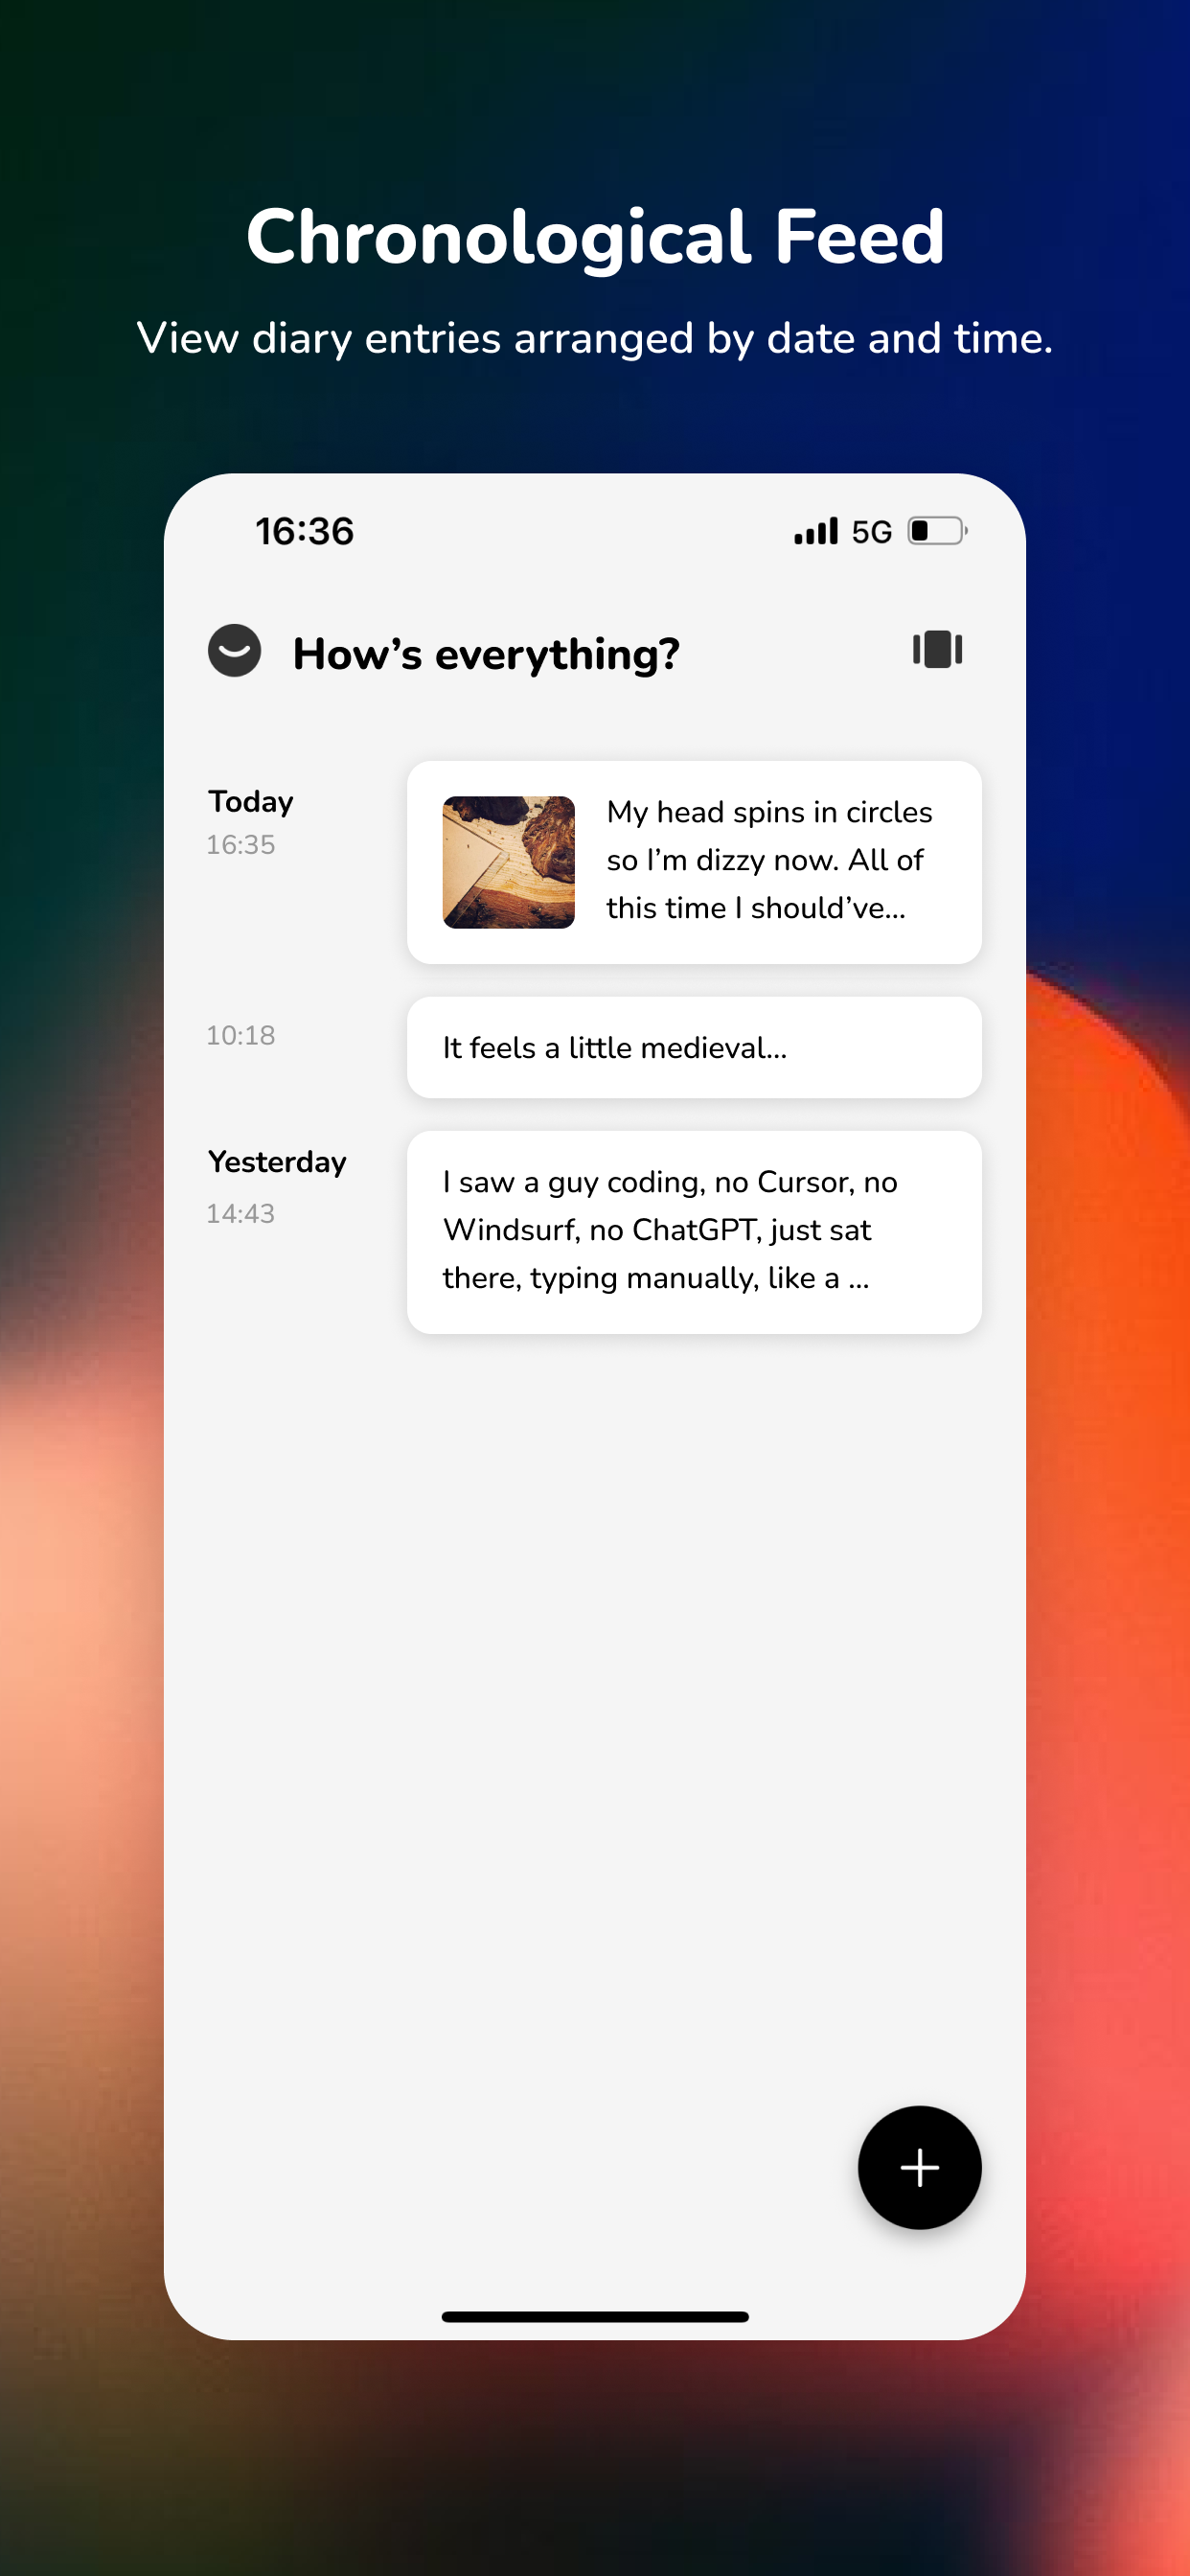 Chronological Feed
View diary entries arranged by date and time.
16:36
5G
How’s everything?
Today
16:35
My head spins in circles
so I’m dizzy now. All of
this time I should’ve...
10:18
It feels a little medieval...
Yesterday
14:43
I saw a guy coding, no Cursor, no
Windsurf, no ChatGPT, just sat
there, typing manually, like a ...